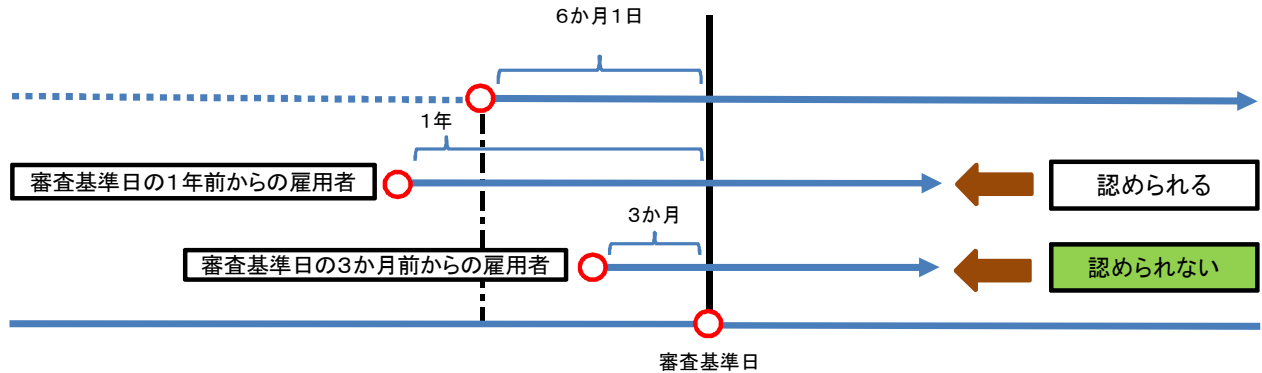 6か月1日
1年
審査基準日の1年前からの雇用者
認められる
3か月
審査基準日の3か月前からの雇用者
認められない
審査基準日